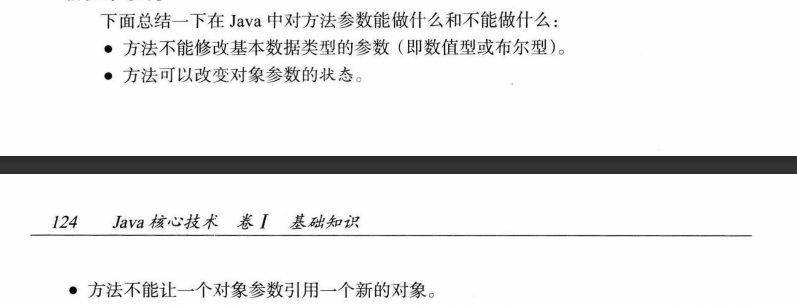 下面总结一下在 Java 中对方法参数能做什么和不能做什么：
● 方法不能修改基本数据类型的参数（即数值型或布尔型）。
● 方法可以改变对象参数的状态。
124 Java 核心技术 卷 I 基础知识
● 方法不能让一个对象参数引用一个新的对象。